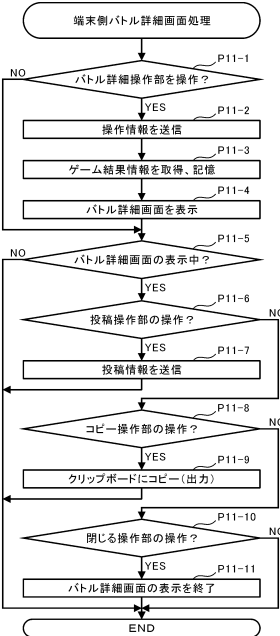 端末側バトル詳細画面処理
P11-1
NO
バトル詳細操作部を操作？
YES
P11-2
操作情報を送信
P11-3
ゲーム結果情報を取得、記憶
P11-4
バトル詳細画面を表示
P11-5
NO
バトル詳細画面の表示中？
YES
P11-6
投稿操作部の操作？
NO
YES
P11-7
投稿情報を送信
P11-8
コピー操作部の操作？
NO
YES
P11-9
クリップボードにコピー（出力）
P11-10
閉じる操作部の操作？
NO
YES
P11-11
バトル詳細画面の表示を終了
END